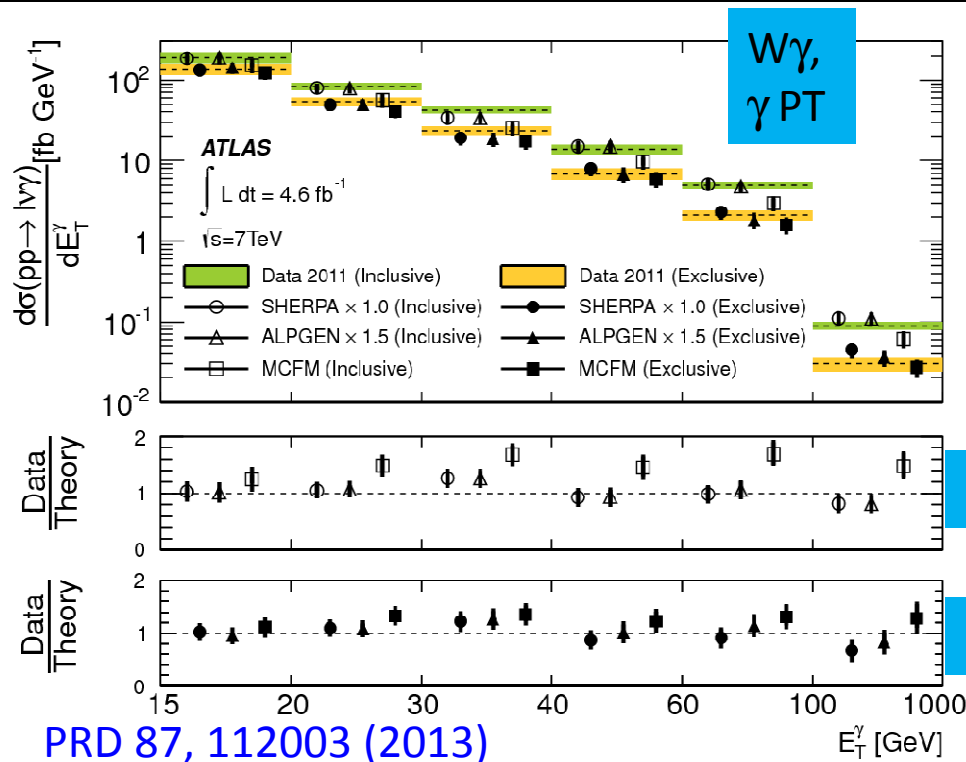 Wγ,
γ PT
dσ(pp→ lνγ)
dE_T^γ
[fb GeV⁻¹]
10²
10
1
10⁻¹
10⁻²
ATLAS
∫ L dt = 4.6 fb⁻¹
√s=7TeV
Data 2011 (Inclusive) Data 2011 (Exclusive)
SHERPA × 1.0 (Inclusive) SHERPA × 1.0 (Exclusive)
ALPGEN × 1.5 (Inclusive) ALPGEN × 1.5 (Exclusive)
MCFM (Inclusive) MCFM (Exclusive)
Data
Theory
2
1
0
Data
Theory
2
1
0
15 20 30 40 60 100 1000
E_T^γ [GeV]
PRD 87, 112003 (2013)